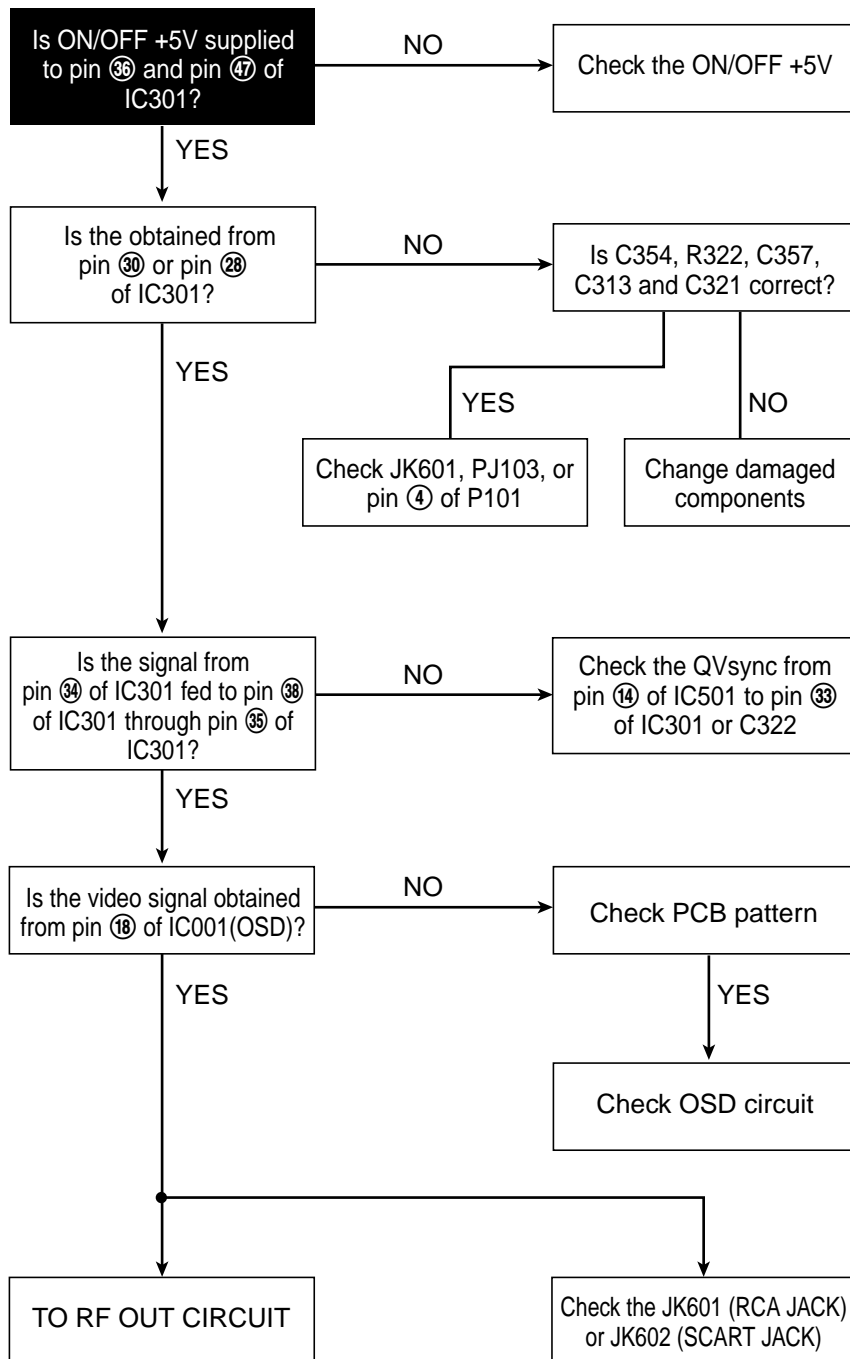 Is ON/OFF +5V supplied
to pin ㊱ and pin ㊼ of
IC301?
NO
Check the ON/OFF +5V
YES
Is the obtained from
pin ㉚ or pin ㉘
of IC301?
NO
Is C354, R322, C357,
C313 and C321 correct?
YES
YES
NO
Check JK601, PJ103, or
pin ④ of P101
Change damaged
components
Is the signal from
pin ㉞ of IC301 fed to pin ㊳
of IC301 through pin ㉟ of
IC301?
NO
Check the QVsync from
pin ⑭ of IC501 to pin ㉝
of IC301 or C322
YES
Is the video signal obtained
from pin ⑱ of IC001(OSD)?
NO
Check PCB pattern
YES
YES
Check OSD circuit
TO RF OUT CIRCUIT
Check the JK601 (RCA JACK)
or JK602 (SCART JACK)